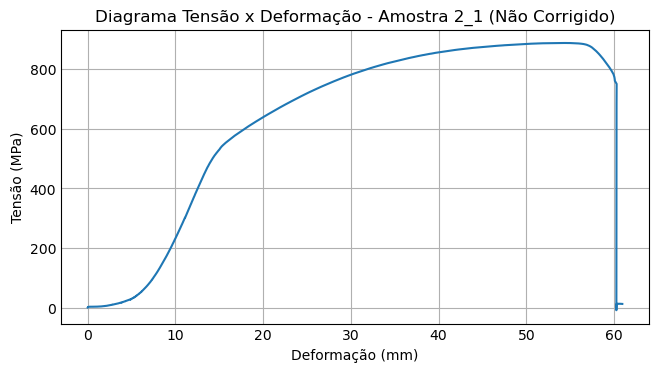 Diagrama Tensão x Deformação - Amostra 2_1 (Não Corrigido)
Tensão (MPa)
800
600
400
200
0
0 10 20 30 40 50 60
Deformação (mm)